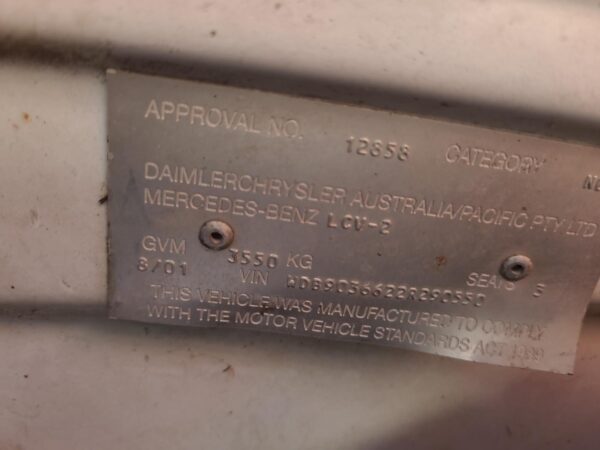 APPROVAL NO. 12858 CATEGORY
DAIMLERCHRYSLER AUSTRALIA/PACIFIC PTY LTD
MERCEDES-BENZ LCV-2
GVM 3550 KG SEATS
3/01 VIN WDB9056622R290550
THIS VEHICLE WAS MANUFACTURED TO COMPLY
WITH THE MOTOR VEHICLE STANDARDS ACT 1989